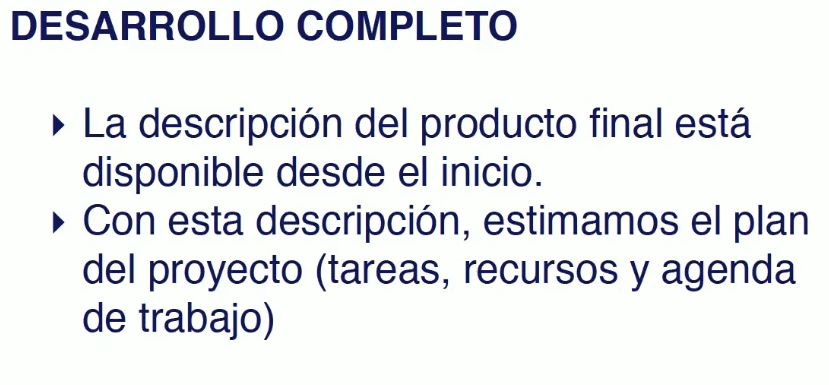 DESARROLLO COMPLETO
‣ La descripción del producto final está
disponible desde el inicio.
‣ Con esta descripción, estimamos el plan
del proyecto (tareas, recursos y agenda
de trabajo)